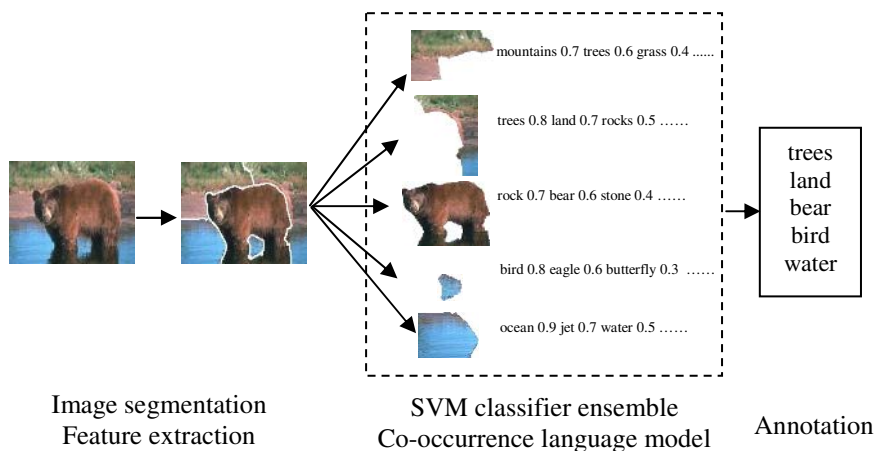 mountains 0.7 trees 0.6 grass 0.4 ......
trees 0.8 land 0.7 rocks 0.5 ……
rock 0.7 bear 0.6 stone 0.4 ……
bird 0.8 eagle 0.6 butterfly 0.3 ……
ocean 0.9 jet 0.7 water 0.5 ……
trees
land
bear
bird
water
Image segmentation
Feature extraction
SVM classifier ensemble
Co-occurrence language model
Annotation